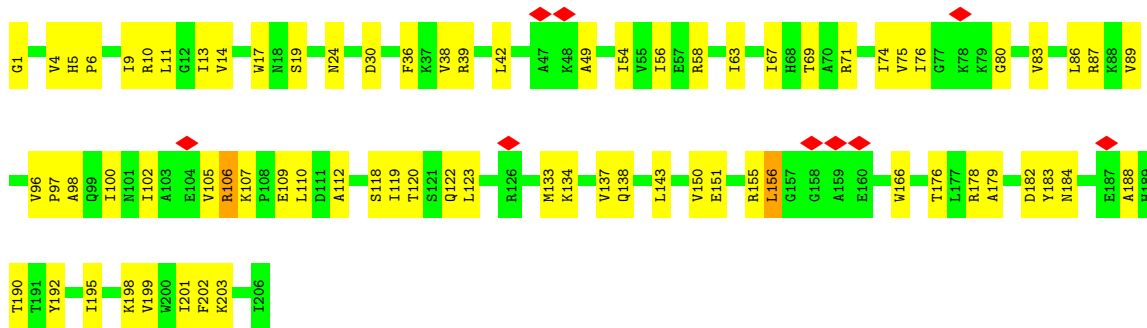 G1 V4 H5 P6 I9 R10 L11 G12 I13 V14 W17 N18 S19 N24 D30 F36 K37 V38 R39 L42 A47 K48 A49 I54 V55 I56 E57 R58 I63 I67 H68 T69 A70 R71 I74 V75 I76 G77 K78 K79 G80 V83 L86 R87 K88 V89
V96 P97 A98 Q99 I100 N101 I102 A103 E104 V105 R106 K107 P108 E109 L110 D111 A112 S118 I119 T120 S121 Q122 L123 R126 M133 K134 V137 Q138 L143 V150 E151 R155 L156 G157 G158 A159 E160 W166 T176 L177 R178 A179 D182 Y183 N184 E187 A188 H189
T190 T191 Y192 I195 K198 V199 W200 I201 F202 K203 I206